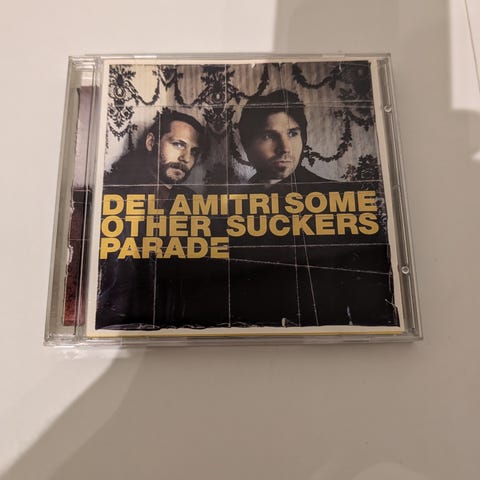 DEL AMITRI SOME
OTHER SUCKERS
PARADE